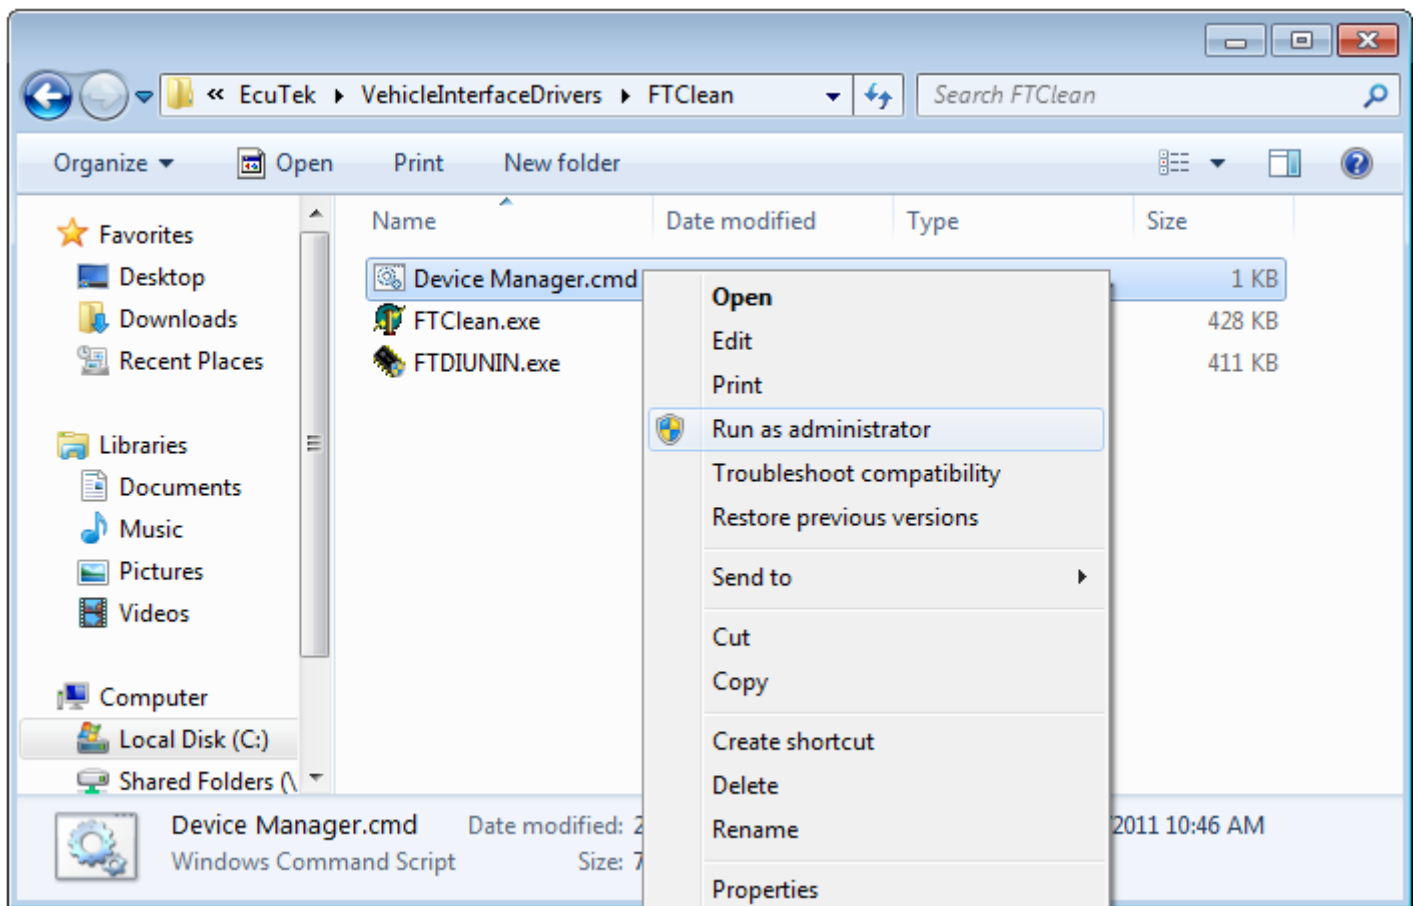 « EcuTek VehicleInterfaceDrivers FTClean Search FTClean
Organize Open Print New folder
Favorites
Desktop
Downloads
Recent Places
Libraries
Documents
Music
Pictures
Videos
Computer
Local Disk (C:)
Shared Folders (\
Name Date modified Type Size
Device Manager.cmd 1 KB
FTClean.exe 428 KB
FTDIUNIN.exe 411 KB
Open
Edit
Print
Run as administrator
Troubleshoot compatibility
Restore previous versions
Send to
Cut
Copy
Create shortcut
Delete
Rename
Properties
Device Manager.cmd Date modified: 2 2011 10:46 AM
Windows Command Script Size: 7